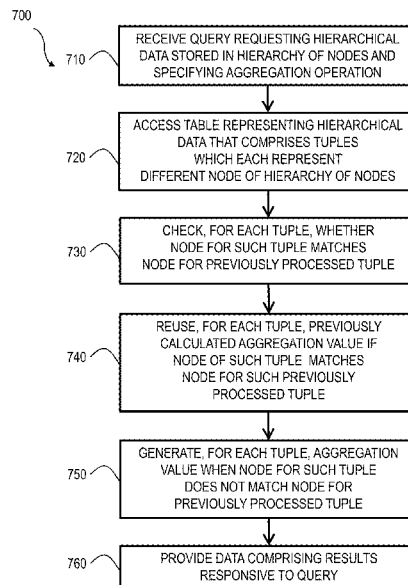 700
710
RECEIVE QUERY REQUESTING HIERARCHICAL
DATA STORED IN HIERARCHY OF NODES AND
SPECIFYING AGGREGATION OPERATION
720
ACCESS TABLE REPRESENTING HIERARCHICAL
DATA THAT COMPRISES TUPLES
WHICH EACH REPRESENT
DIFFERENT NODE OF HIERARCHY OF NODES
730
CHECK, FOR EACH TUPLE, WHETHER
NODE FOR SUCH TUPLE MATCHES
NODE FOR PREVIOUSLY PROCESSED TUPLE
740
REUSE, FOR EACH TUPLE, PREVIOUSLY
CALCULATED AGGREGATION VALUE IF
NODE OF SUCH TUPLE MATCHES
NODE FOR SUCH PREVIOUSLY
PROCESSED TUPLE
750
GENERATE, FOR EACH TUPLE, AGGREGATION
VALUE WHEN NODE FOR SUCH TUPLE
DOES NOT MATCH NODE FOR
PREVIOUSLY PROCESSED TUPLE
760
PROVIDE DATA COMPRISING RESULTS
RESPONSIVE TO QUERY